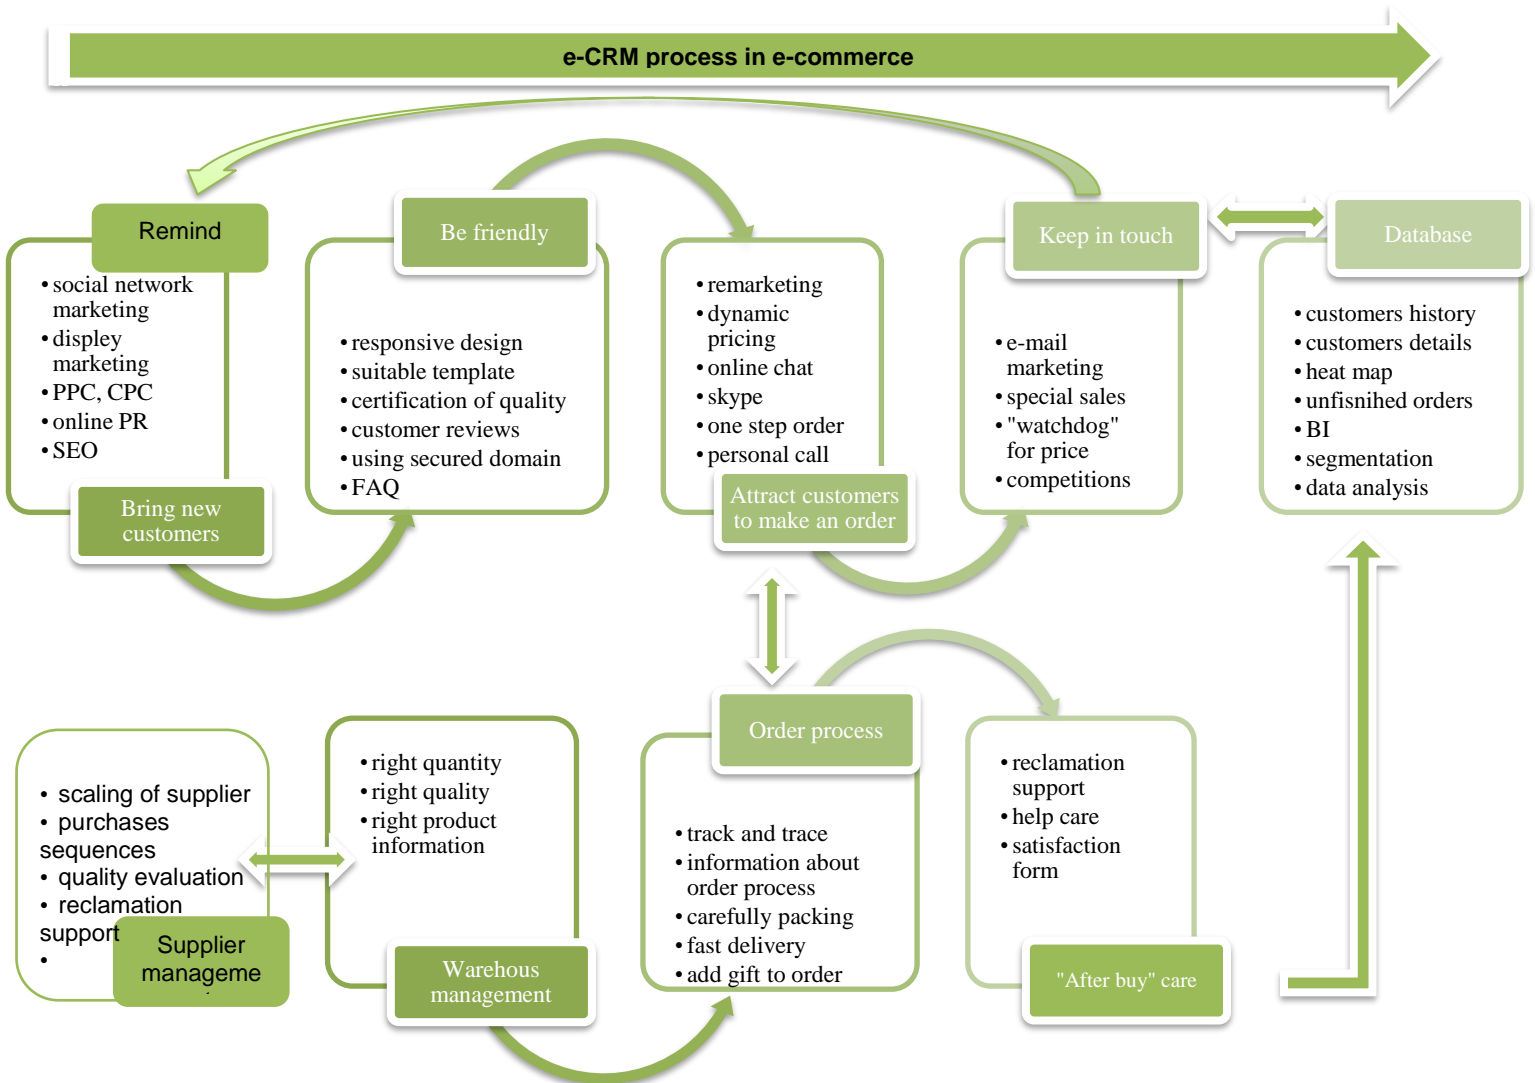 e-CRM process in e-commerce
Remind
• social network
marketing
• displey
marketing
• PPC, CPC
• online PR
• SEO
Bring new
customers
Be friendly
• responsive design
• suitable template
• certification of quality
• customer reviews
• using secured domain
• FAQ
• remarketing
• dynamic
pricing
• online chat
• skype
• one step order
• personal call
Attract customers
to make an order
Keep in touch
• e-mail
marketing
• special sales
• "watchdog"
for price
• competitions
Database
• customers history
• customers details
• heat map
• unfisnihed orders
• BI
• segmentation
• data analysis
• scaling of supplier
• purchases
sequences
• quality evaluation
• reclamation
support
•
Supplier
manageme
• right quantity
• right quality
• right product
information
Warehous
management
Order process
• track and trace
• information about
order process
• carefully packing
• fast delivery
• add gift to order
• reclamation
support
• help care
• satisfaction
form
"After buy" care